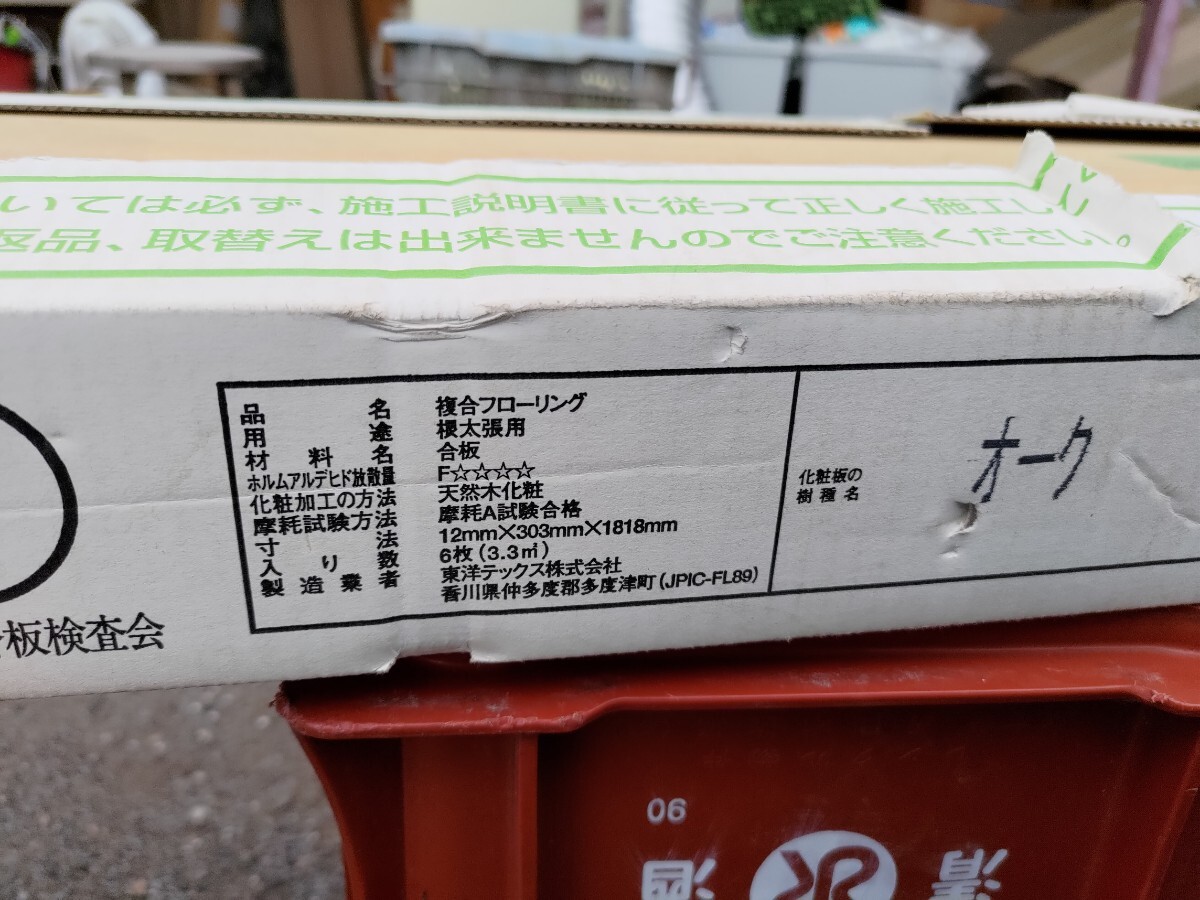 いては必ず、施工説明書に従って正しく施工し
返品、取替えは出来ませんのでご注意ください。
品名 複合フローリング
用途 根太張用
材料名 合板
ホルムアルデヒド放散量 F☆☆☆☆
化粧加工の方法 天然木化粧
摩耗試験方法 摩耗A試験合格
寸法 12mm×303mm×1818mm
入り数 6枚(3.3㎡)
製造業者 東洋テックス株式会社
香川県仲多度郡多度津町(JPIC-FL89)
化粧板の
樹種名
オーク
板検査会
06
酒 清